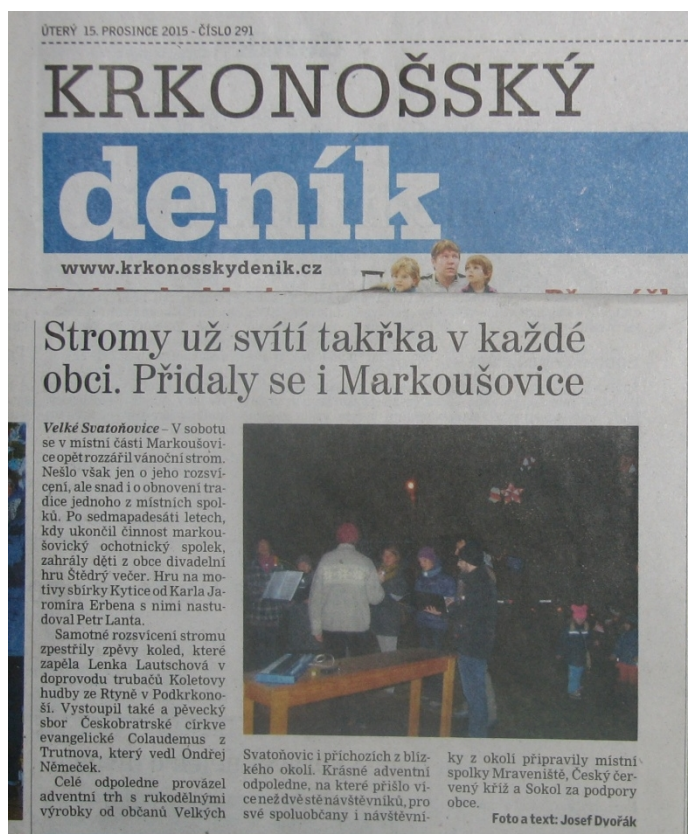 ÚTERÝ 15. PROSINCE 2015 - ČÍSLO 291
KRKONOŠSKÝ
deník
www.krkonosskydenik.cz
Stromy už svítí takřka v každé
obci. Přidaly se i Markoušovice
Velké Svatoňovice – V sobotu
se v místní části Markoušovi-
ce opět rozzářil vánoční strom.
Nešlo však jen o jeho rozsví-
cení, ale snad i o obnovení tra-
dice jednoho z místních spol-
ků. Po sedmapadesáti letech,
kdy ukončil činnost markou-
šovický ochotnický spolek,
zahrály děti z obce divadelní
hru Štědrý večer. Hru na mo-
tivy sbírky Kytice od Karla Ja-
romíra Erbena s nimi nastu-
doval Petr Lanta.
Samotné rozsvícení stromu
zpestřily zpěvy koled, které
zapěla Lenka Lautschová v
doprovodu trubačů Koletovy
hudby ze Rtyně v Podkrkono-
ší. Vystoupil také a pěvecký
sbor Českobratrské církve
evangelické Colaudemus z
Trutnova, který vedl Ondřej
Němeček.
Celé odpoledne provázel
adventní trh s rukodělnými
výrobky od občanů Velkých
Svatoňovic i příchozích z blíz-
kého okolí. Krásné adventní
odpoledne, na které přišlo ví-
ce než dvě stě návštěvníků, pro
své spoluobčany i návštěvní-
ky z okolí připravily místní
spolky Mraveniště, Český čer-
vený kříž a Sokol za podpory
obce.
Foto a text: Josef Dvořák